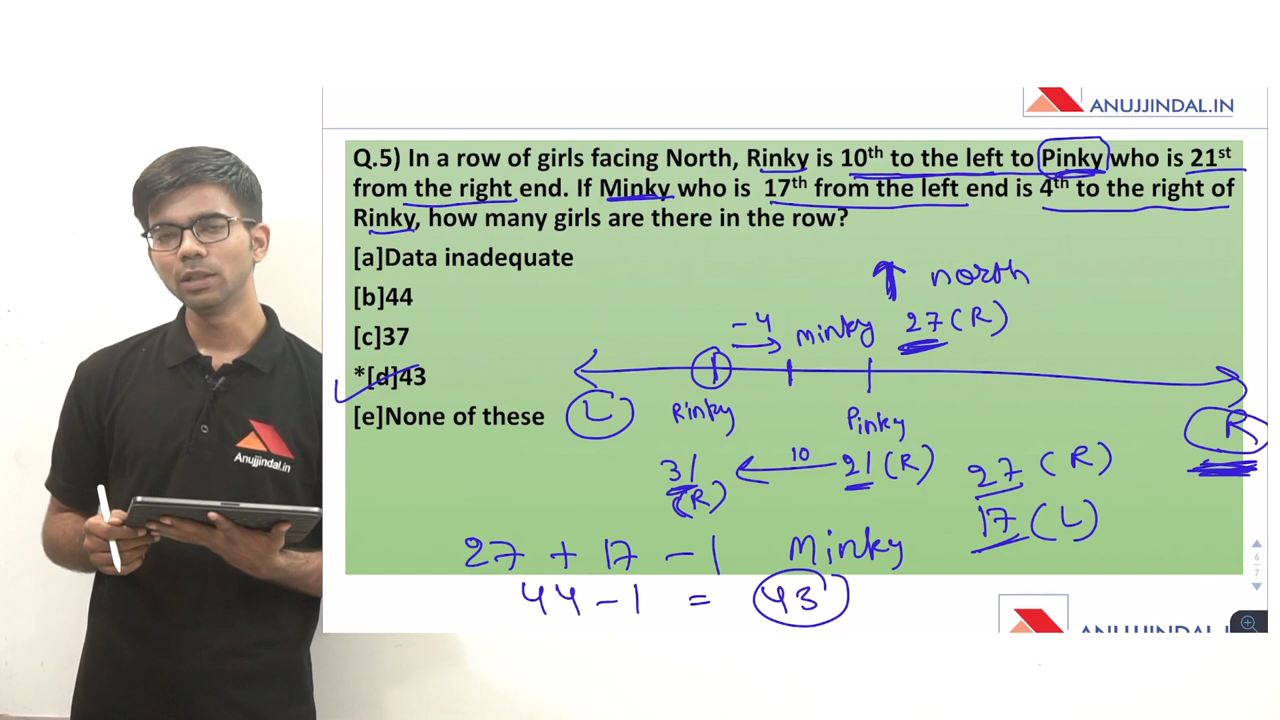 ANUJJINDAL.IN
Q.5) In a row of girls facing North, Rinky is 10th to the left to Pinky who is 21st
from the right end. If Minky who is 17th from the left end is 4th to the right of
Rinky, how many girls are there in the row?
[a]Data inadequate
[b]44
[c]37
*[d]43
[e]None of these
north
-4
minky 27 (R)
L
Rinky
Pinky
R
31 (R)
10
21 (R)
27 (R)
17 (L)
27 + 17 - 1 Minky
44 - 1 = 43
Anujjindal.in
6
7
ANUJJINDAL.IN